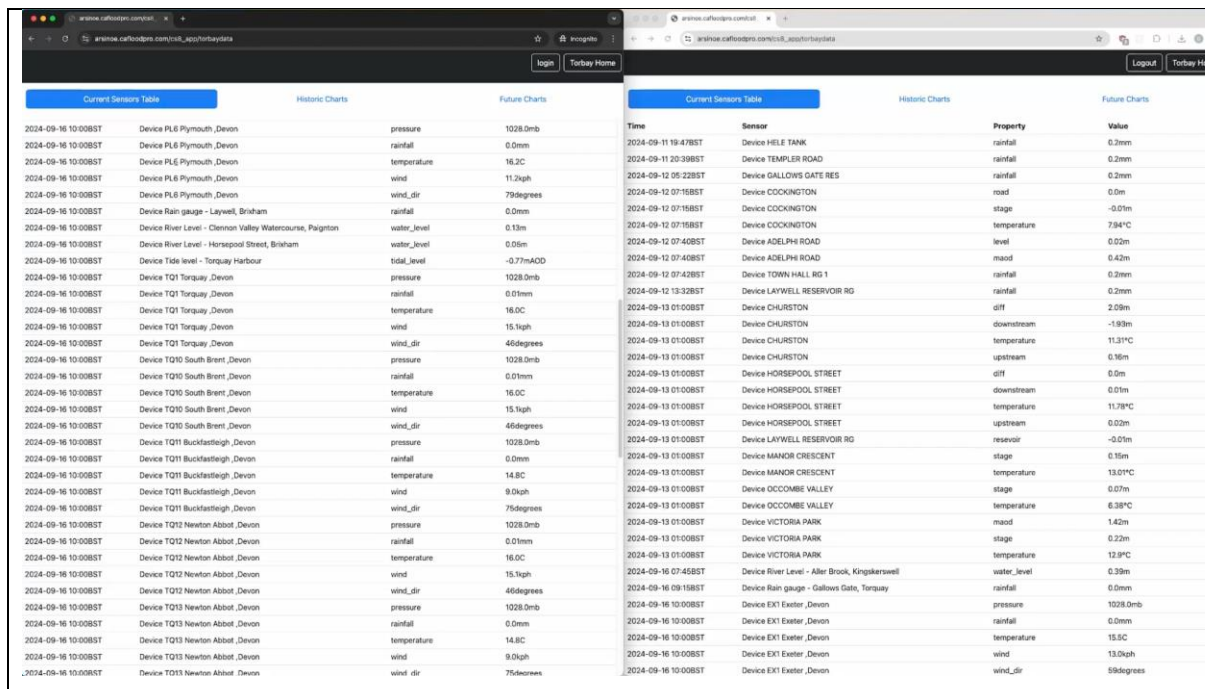 arsinoe.cafloodpro.com/cs8_
arsinoe.cafloodpro.com/cs8_app/torbaydata
Incognito
login Torbay Home
Current Sensors Table Historic Charts Future Charts
2024-09-16 10:00BST Device PL6 Plymouth ,Devon pressure 1028.0mb
2024-09-16 10:00BST Device PL6 Plymouth ,Devon rainfall 0.0mm
2024-09-16 10:00BST Device PL6 Plymouth ,Devon temperature 16.2C
2024-09-16 10:00BST Device PL6 Plymouth ,Devon wind 11.2kph
2024-09-16 10:00BST Device PL6 Plymouth ,Devon wind_dir 79degrees
2024-09-16 10:00BST Device Rain gauge - Laywell, Brixham rainfall 0.0mm
2024-09-16 10:00BST Device River Level - Clennon Valley Watercourse, Paignton water_level 0.13m
2024-09-16 10:00BST Device River Level - Horsepool Street, Brixham water_level 0.05m
2024-09-16 10:00BST Device Tide level - Torquay Harbour tidal_level -0.77mAOD
2024-09-16 10:00BST Device TQ1 Torquay ,Devon pressure 1028.0mb
2024-09-16 10:00BST Device TQ1 Torquay ,Devon rainfall 0.01mm
2024-09-16 10:00BST Device TQ1 Torquay ,Devon temperature 16.0C
2024-09-16 10:00BST Device TQ1 Torquay ,Devon wind 15.1kph
2024-09-16 10:00BST Device TQ1 Torquay ,Devon wind_dir 46degrees
2024-09-16 10:00BST Device TQ10 South Brent ,Devon pressure 1028.0mb
2024-09-16 10:00BST Device TQ10 South Brent ,Devon rainfall 0.01mm
2024-09-16 10:00BST Device TQ10 South Brent ,Devon temperature 16.0C
2024-09-16 10:00BST Device TQ10 South Brent ,Devon wind 15.1kph
2024-09-16 10:00BST Device TQ10 South Brent ,Devon wind_dir 46degrees
2024-09-16 10:00BST Device TQ11 Buckfastleigh ,Devon pressure 1028.0mb
2024-09-16 10:00BST Device TQ11 Buckfastleigh ,Devon rainfall 0.0mm
2024-09-16 10:00BST Device TQ11 Buckfastleigh ,Devon temperature 14.8C
2024-09-16 10:00BST Device TQ11 Buckfastleigh ,Devon wind 9.0kph
2024-09-16 10:00BST Device TQ11 Buckfastleigh ,Devon wind_dir 75degrees
2024-09-16 10:00BST Device TQ12 Newton Abbot ,Devon pressure 1028.0mb
2024-09-16 10:00BST Device TQ12 Newton Abbot ,Devon rainfall 0.01mm
2024-09-16 10:00BST Device TQ12 Newton Abbot ,Devon temperature 16.0C
2024-09-16 10:00BST Device TQ12 Newton Abbot ,Devon wind 15.1kph
2024-09-16 10:00BST Device TQ12 Newton Abbot ,Devon wind_dir 46degrees
2024-09-16 10:00BST Device TQ13 Newton Abbot ,Devon pressure 1028.0mb
2024-09-16 10:00BST Device TQ13 Newton Abbot ,Devon rainfall 0.0mm
2024-09-16 10:00BST Device TQ13 Newton Abbot ,Devon temperature 14.8C
2024-09-16 10:00BST Device TQ13 Newton Abbot ,Devon wind 9.0kph
2024-09-16 10:00BST Device TQ13 Newton Abbot ,Devon wind_dir 75degrees
arsinoe.cafloodpro.com/cs8_
arsinoe.cafloodpro.com/cs8_app/torbaydata
Logout Torbay H
Current Sensors Table Historic Charts Future Charts
Time Sensor Property Value
2024-09-11 19:47BST Device HELE TANK rainfall 0.2mm
2024-09-11 20:39BST Device TEMPLER ROAD rainfall 0.2mm
2024-09-12 05:22BST Device GALLOWS GATE RES rainfall 0.2mm
2024-09-12 07:15BST Device COCKINGTON road 0.0m
2024-09-12 07:15BST Device COCKINGTON stage -0.01m
2024-09-12 07:15BST Device COCKINGTON temperature 7.94°C
2024-09-12 07:40BST Device ADELPHI ROAD level 0.02m
2024-09-12 07:40BST Device ADELPHI ROAD maod 0.42m
2024-09-12 07:42BST Device TOWN HALL RG 1 rainfall 0.2mm
2024-09-12 13:32BST Device LAYWELL RESERVOIR RG rainfall 0.2mm
2024-09-13 01:00BST Device CHURSTON diff 2.09m
2024-09-13 01:00BST Device CHURSTON downstream -1.93m
2024-09-13 01:00BST Device CHURSTON temperature 11.31°C
2024-09-13 01:00BST Device CHURSTON upstream 0.16m
2024-09-13 01:00BST Device HORSEPOOL STREET diff 0.0m
2024-09-13 01:00BST Device HORSEPOOL STREET downstream 0.01m
2024-09-13 01:00BST Device HORSEPOOL STREET temperature 11.78°C
2024-09-13 01:00BST Device HORSEPOOL STREET upstream 0.02m
2024-09-13 01:00BST Device LAYWELL RESERVOIR RG resevoir -0.01m
2024-09-13 01:00BST Device MANOR CRESCENT stage 0.15m
2024-09-13 01:00BST Device MANOR CRESCENT temperature 13.01°C
2024-09-13 01:00BST Device OCCOMBE VALLEY stage 0.07m
2024-09-13 01:00BST Device OCCOMBE VALLEY temperature 6.38°C
2024-09-13 01:00BST Device VICTORIA PARK maod 1.42m
2024-09-13 01:00BST Device VICTORIA PARK stage 0.22m
2024-09-13 01:00BST Device VICTORIA PARK temperature 12.9°C
2024-09-16 07:45BST Device River Level - Aller Brook, Kingskerswell water_level 0.39m
2024-09-16 09:15BST Device Rain gauge - Gallows Gate, Torquay rainfall 0.0mm
2024-09-16 10:00BST Device EX1 Exeter ,Devon pressure 1028.0mb
2024-09-16 10:00BST Device EX1 Exeter ,Devon rainfall 0.0mm
2024-09-16 10:00BST Device EX1 Exeter ,Devon temperature 15.5C
2024-09-16 10:00BST Device EX1 Exeter ,Devon wind 13.0kph
2024-09-16 10:00BST Device EX1 Exeter ,Devon wind_dir 59degrees